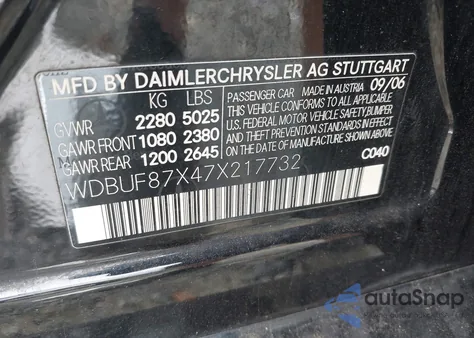 MFD BY DAIMLERCHRYSLER AG STUTTGART
KG LBS PASSENGER CAR MADE IN AUSTRIA 09/06
GVWR 2280 5025 THIS VEHICLE CONFORMS TO ALL APPLICABLE
GAWR FRONT 1080 2380 U.S. FEDERAL MOTOR VEHICLE SAFETY, BUMPER,
GAWR REAR 1200 2645 AND THEFT PREVENTION STANDARDS IN EFFECT
ON THE DATE OF MANUFACTURE SHOWN ABOVE.
WDBUF87X47X217732 C040
autoSnap